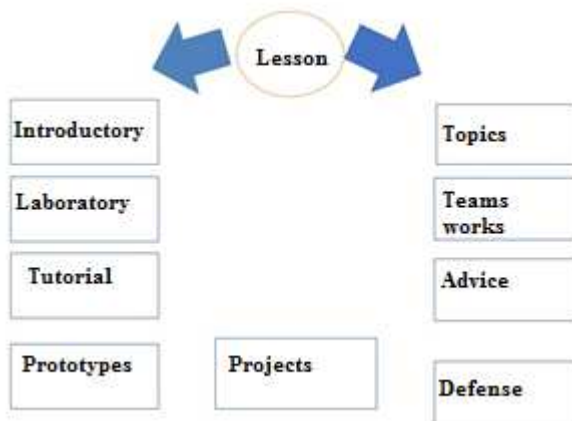 Lesson
Introductory
Laboratory
Tutorial
Prototypes
Projects
Topics
Teams
works
Advice
Defense